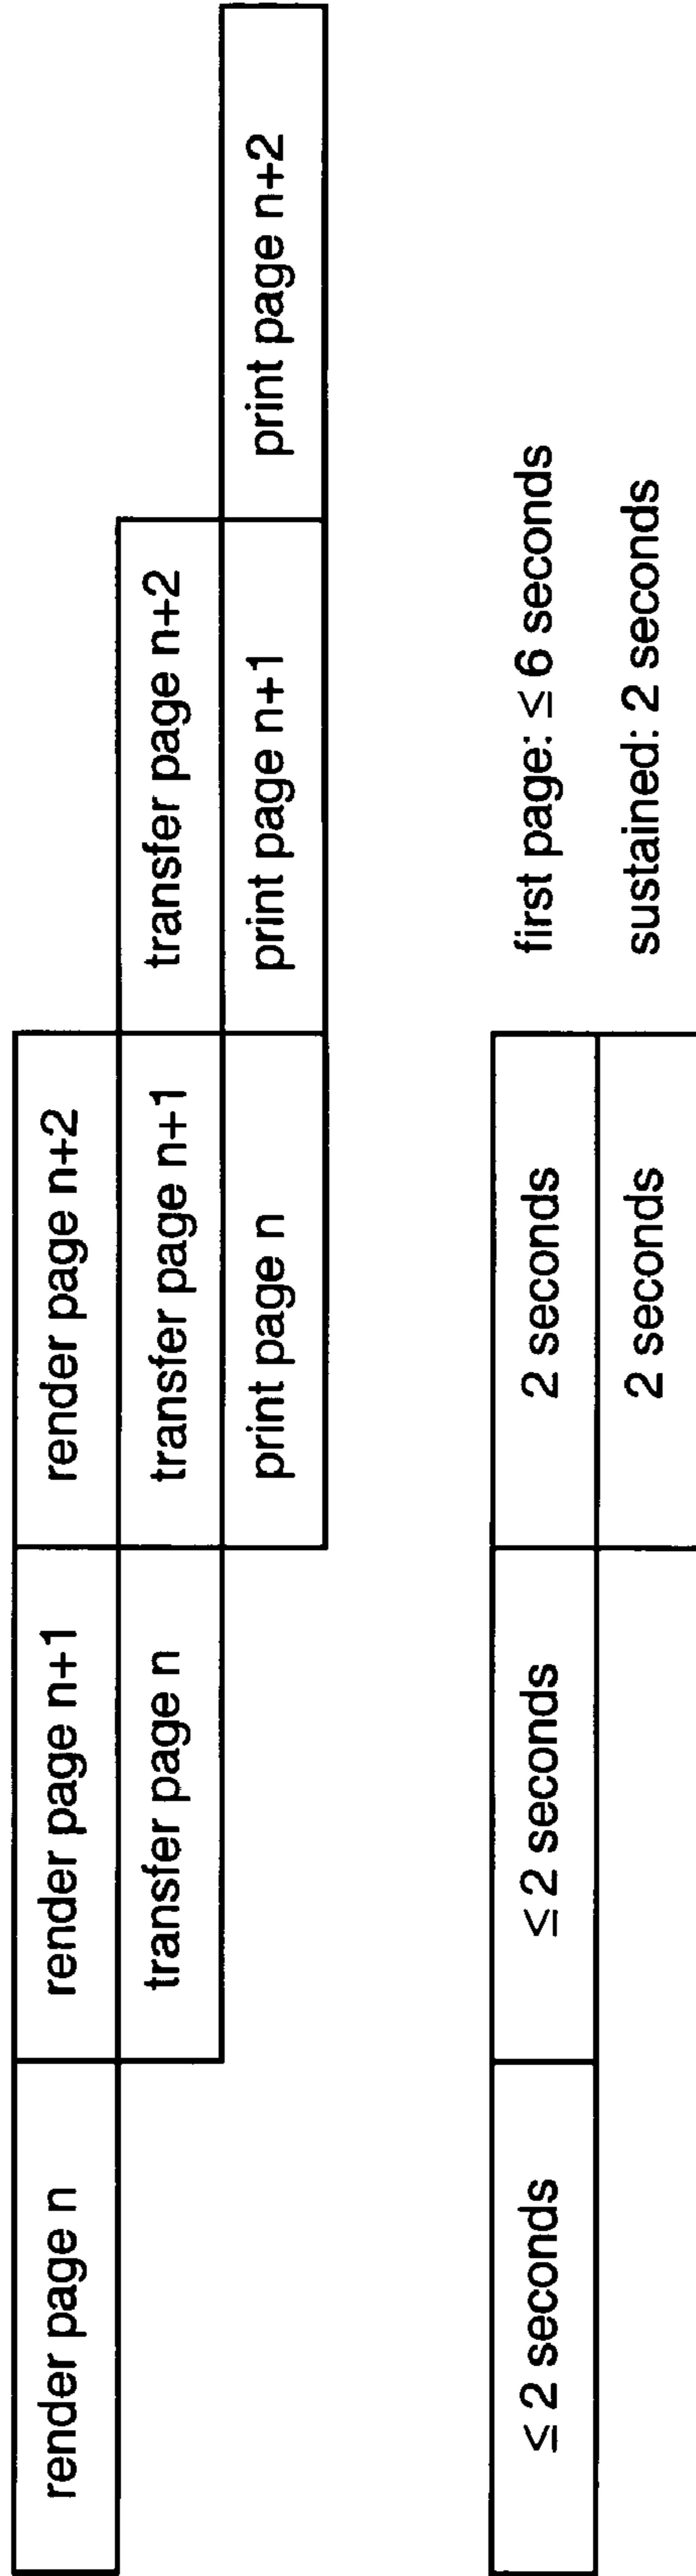 render page n
render page n+1
render page n+2
transfer page n
transfer page n+1
transfer page n+2
print page n
print page n+1
print page n+2
≤ 2 seconds
≤ 2 seconds
2 seconds
first page: ≤ 6 seconds
2 seconds
sustained: 2 seconds